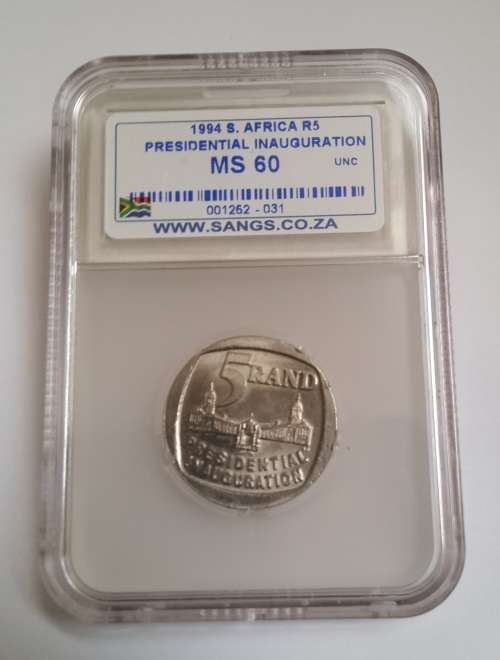 1994 S. AFRICA R5
PRESIDENTIAL INAUGURATION
MS 60 UNC
001252 - 031
WWW.SANGS.CO.ZA
5 RAND
PRESIDENTIAL
INAUGURATION